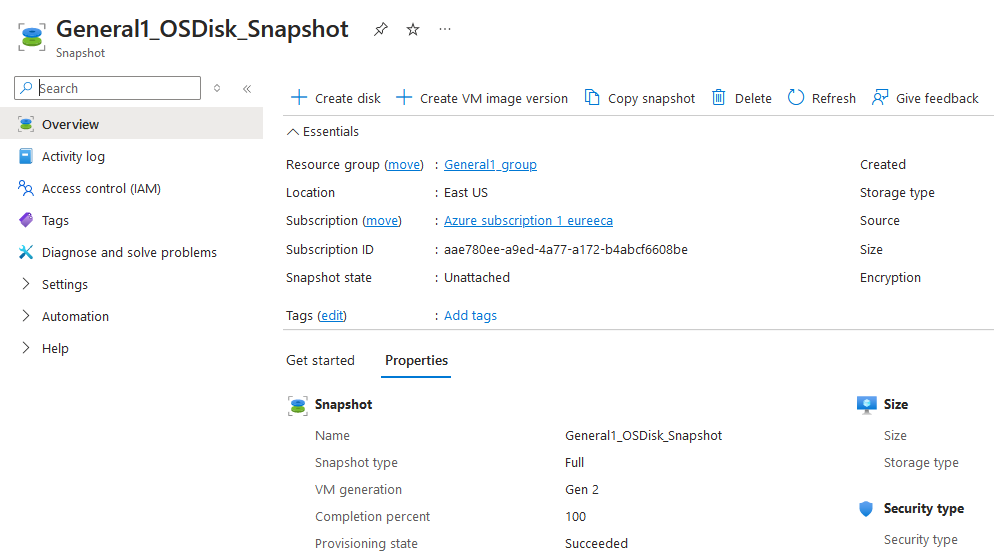 General1_OSDisk_Snapshot
Snapshot
Search
Overview
Activity log
Access control (IAM)
Tags
Diagnose and solve problems
Settings
Automation
Help
Create disk Create VM image version Copy snapshot Delete Refresh Give feedback
Essentials
Resource group (move) : General1_group Created
Location : East US Storage type
Subscription (move) : Azure subscription 1 eureeca Source
Subscription ID : aae780ee-a9ed-4a77-a172-b4abcf6608be Size
Snapshot state : Unattached Encryption
Tags (edit) : Add tags
Get started Properties
Snapshot Size
Name General1_OSDisk_Snapshot Size
Snapshot type Full Storage type
VM generation Gen 2
Completion percent 100 Security type
Provisioning state Succeeded Security type